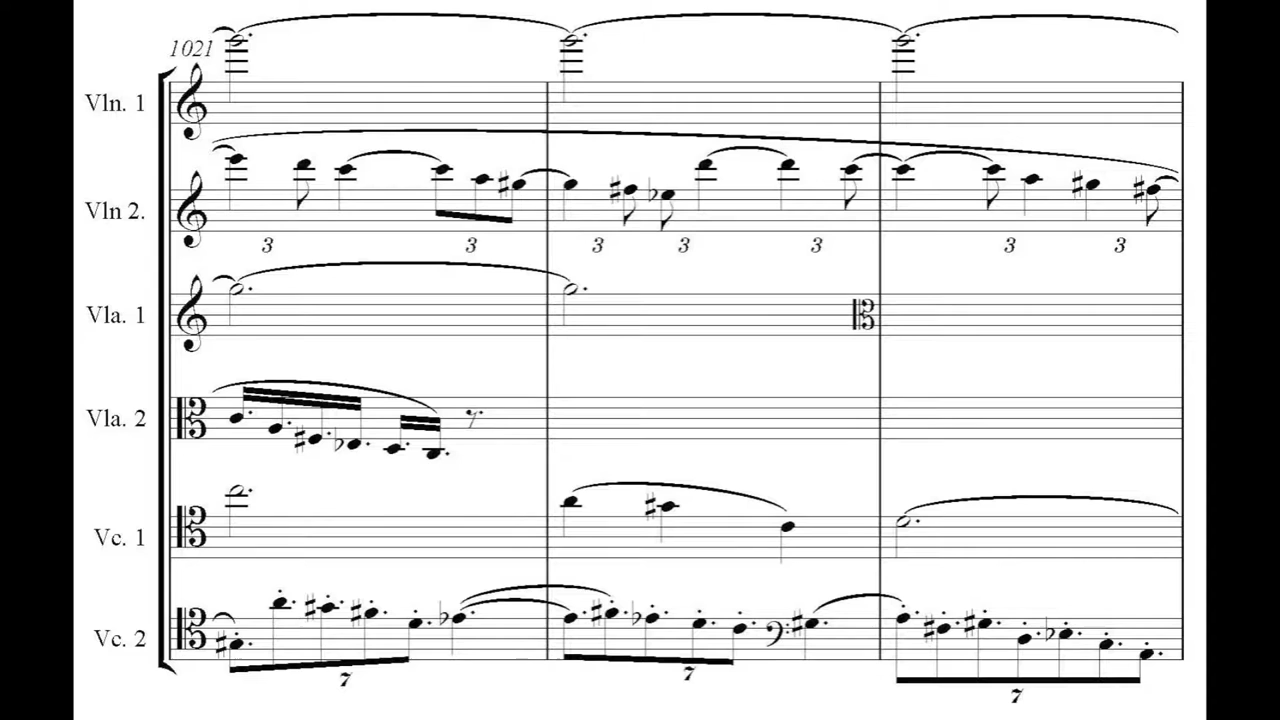 1021
Vln. 1
Vln 2.
3 3 3 3 3 3 3
Vla. 1
Vla. 2
Vc. 1
Vc. 2
7 7 7